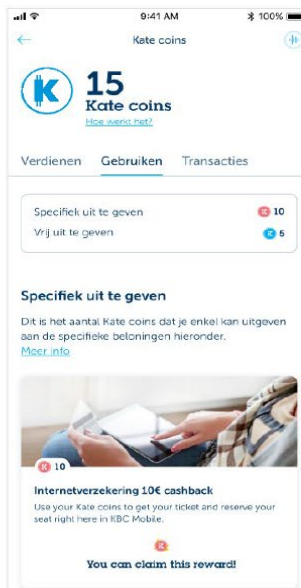 9:41 AM
100%
Kate coins
15
Kate coins
Hoe werkt het?
Verdienen Gebruiken Transacties
Specifiek uit te geven 10
Vrij uit te geven 5
Specifiek uit te geven
Dit is het aantal Kate coins dat je enkel kan uitgeven
aan de specifieke beloningen hieronder.
Meer info
10
Internetverzekering 10€ cashback
Use your Kate coins to get your ticket and reserve your
seat right here in KBC Mobile.
You can claim this reward!